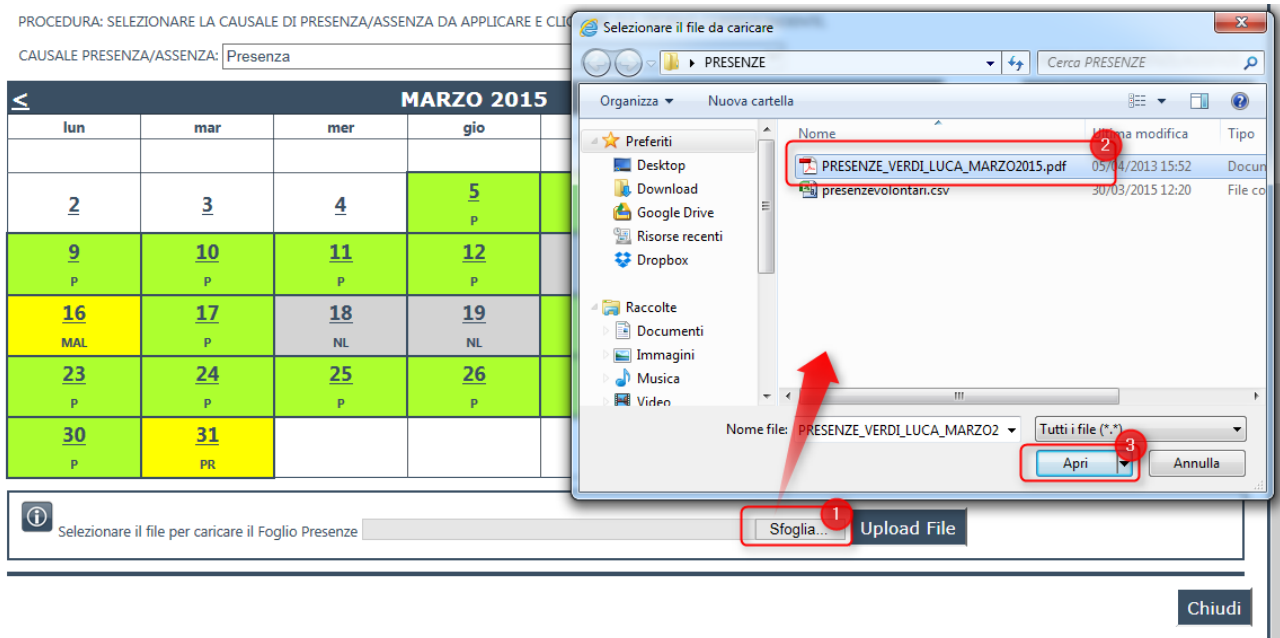 PROCEDURA: SELEZIONARE LA CAUSALE DI PRESENZA/ASSENZA DA APPLICARE E
CAUSALE PRESENZA/ASSENZA: Presenza
< MARZO 2015
lun mar mer gio
2 3 4 5
P
9 10 11 12
P P P P
16 17 18 19
MAL P NL NL
23 24 25 26
P P P P
30 31
P PR
Selezionare il file per caricare il Foglio Presenze Sfoglia... 1 Upload File
Chiudi
Selezionare il file da caricare
PRESENZE Cerca PRESENZE
Organizza Nuova cartella
Preferiti
Desktop
Download
Google Drive
Risorse recenti
Dropbox
Raccolte
Documenti
Immagini
Musica
Video
Nome Ultima modifica Tipo
2
PRESENZE_VERDI_LUCA_MARZO2015.pdf 05/04/2013 15:52 Docun
presenzevolontari.csv 30/03/2015 12:20 File co
Nome file: PRESENZE_VERDI_LUCA_MARZO2 Tutti i file (*.*)
3
Apri Annulla